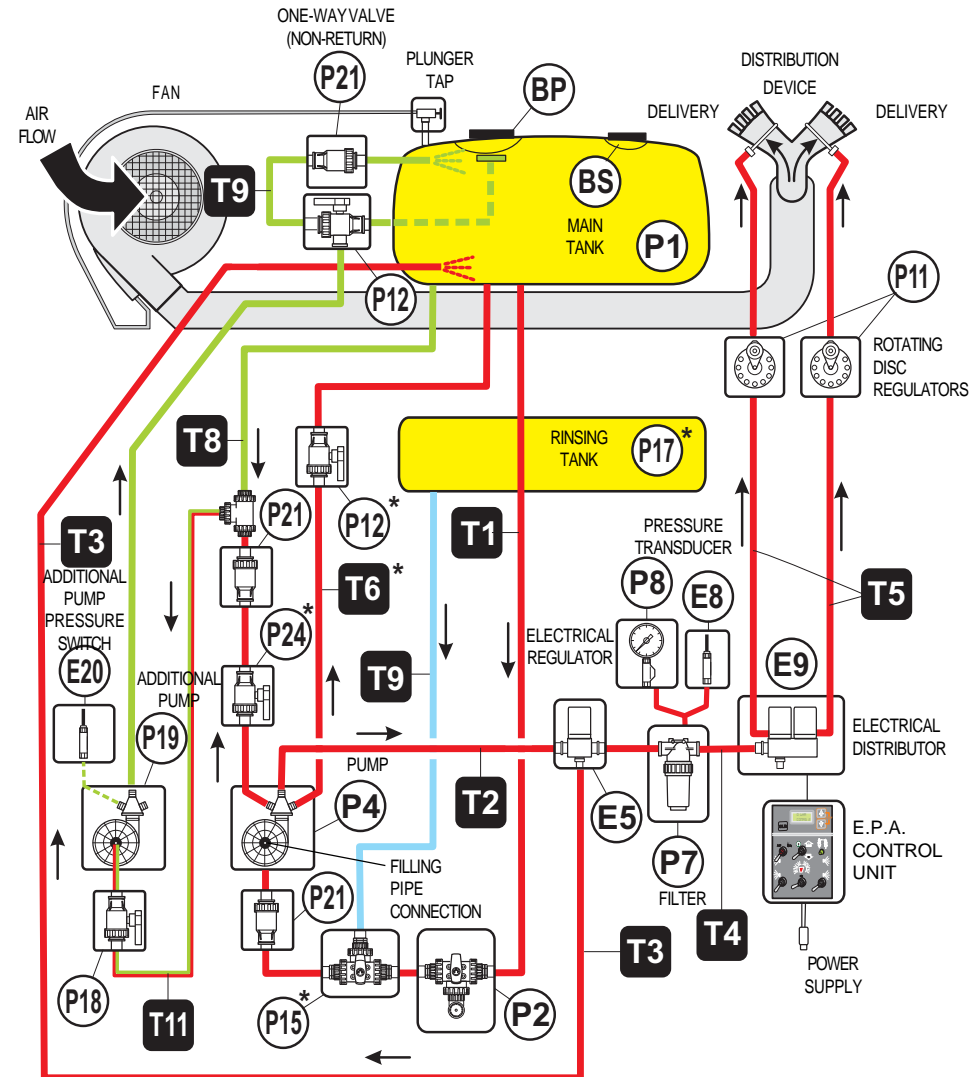 ONE-WAY VALVE
(NON-RETURN)
P21
PLUNGER
TAP
BP
DISTRIBUTION
DEVICE
DELIVERY
DELIVERY
FAN
AIR
FLOW
T9
BS
MAIN
TANK
P1
P12
P11
ROTATING
DISC
REGULATORS
T8
RINSING
TANK
P17*
P21
P12*
T1
T3
PRESSURE
TRANSDUCER
ADDITIONAL
PUMP
PRESSURE
SWITCH
E20
T6*
P8
E8
T5
P24*
ELECTRICAL
REGULATOR
T9
E9
ADDITIONAL
PUMP
P19
ELECTRICAL
DISTRIBUTOR
PUMP
T2
P4
E5
E.P.A.
CONTROL
UNIT
FILLING
PIPE
CONNECTION
P7
FILTER
P21
T4
T3
P18
T11
P15*
P2
POWER
SUPPLY